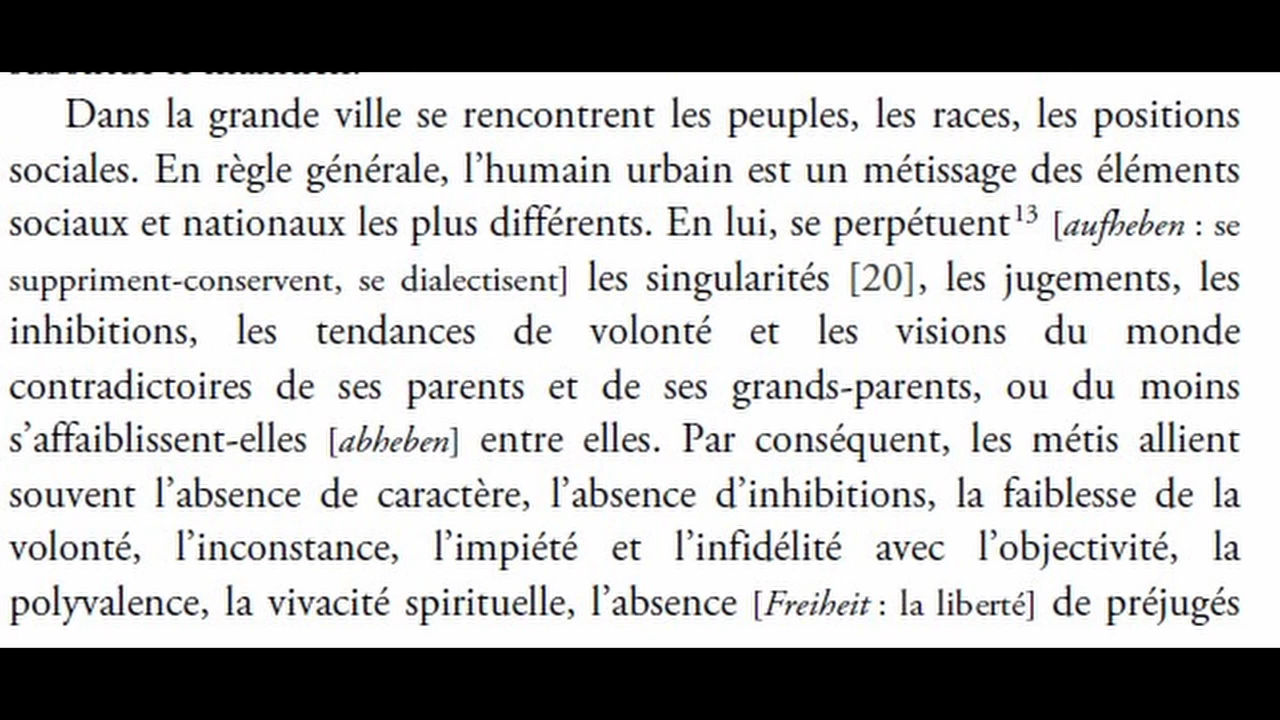 Dans la grande ville se rencontrent les peuples, les races, les positions
sociales. En règle générale, l’humain urbain est un métissage des éléments
sociaux et nationaux les plus différents. En lui, se perpétuent¹³ [aufheben : se
suppriment-conservent, se dialectisent] les singularités [20], les jugements, les
inhibitions, les tendances de volonté et les visions du monde
contradictoires de ses parents et de ses grands-parents, ou du moins
s’affaiblissent-elles [abheben] entre elles. Par conséquent, les métis allient
souvent l’absence de caractère, l’absence d’inhibitions, la faiblesse de la
volonté, l’inconstance, l’impiété et l’infidélité avec l’objectivité, la
polyvalence, la vivacité spirituelle, l’absence [Freiheit : la liberté] de préjugés